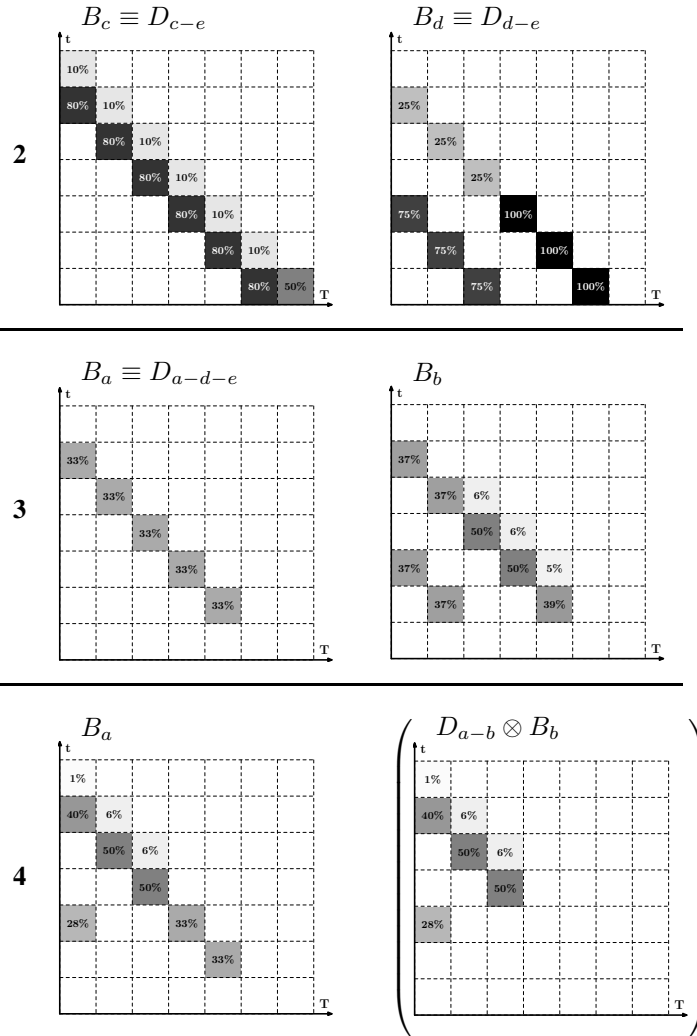 B_c ≡ D_{c−e} B_d ≡ D_{d−e}
t t
10%
80% 10% 25%
2 80% 10% 25%
80% 10% 25%
80% 10% 75% 100%
80% 10% 75% 100%
80% 50% 75% 100%
T T
B_a ≡ D_{a−d−e} B_b
t t
33% 37%
3 33% 37% 6%
33% 50% 6%
33% 37% 50% 5%
33% 37% 39%
T T
B_a ( D_{a−b} ⊗ B_b )
t t
1% 1%
40% 6% 40% 6%
50% 6% 50% 6%
4 50% 50%
28% 33% 28%
33%
T T